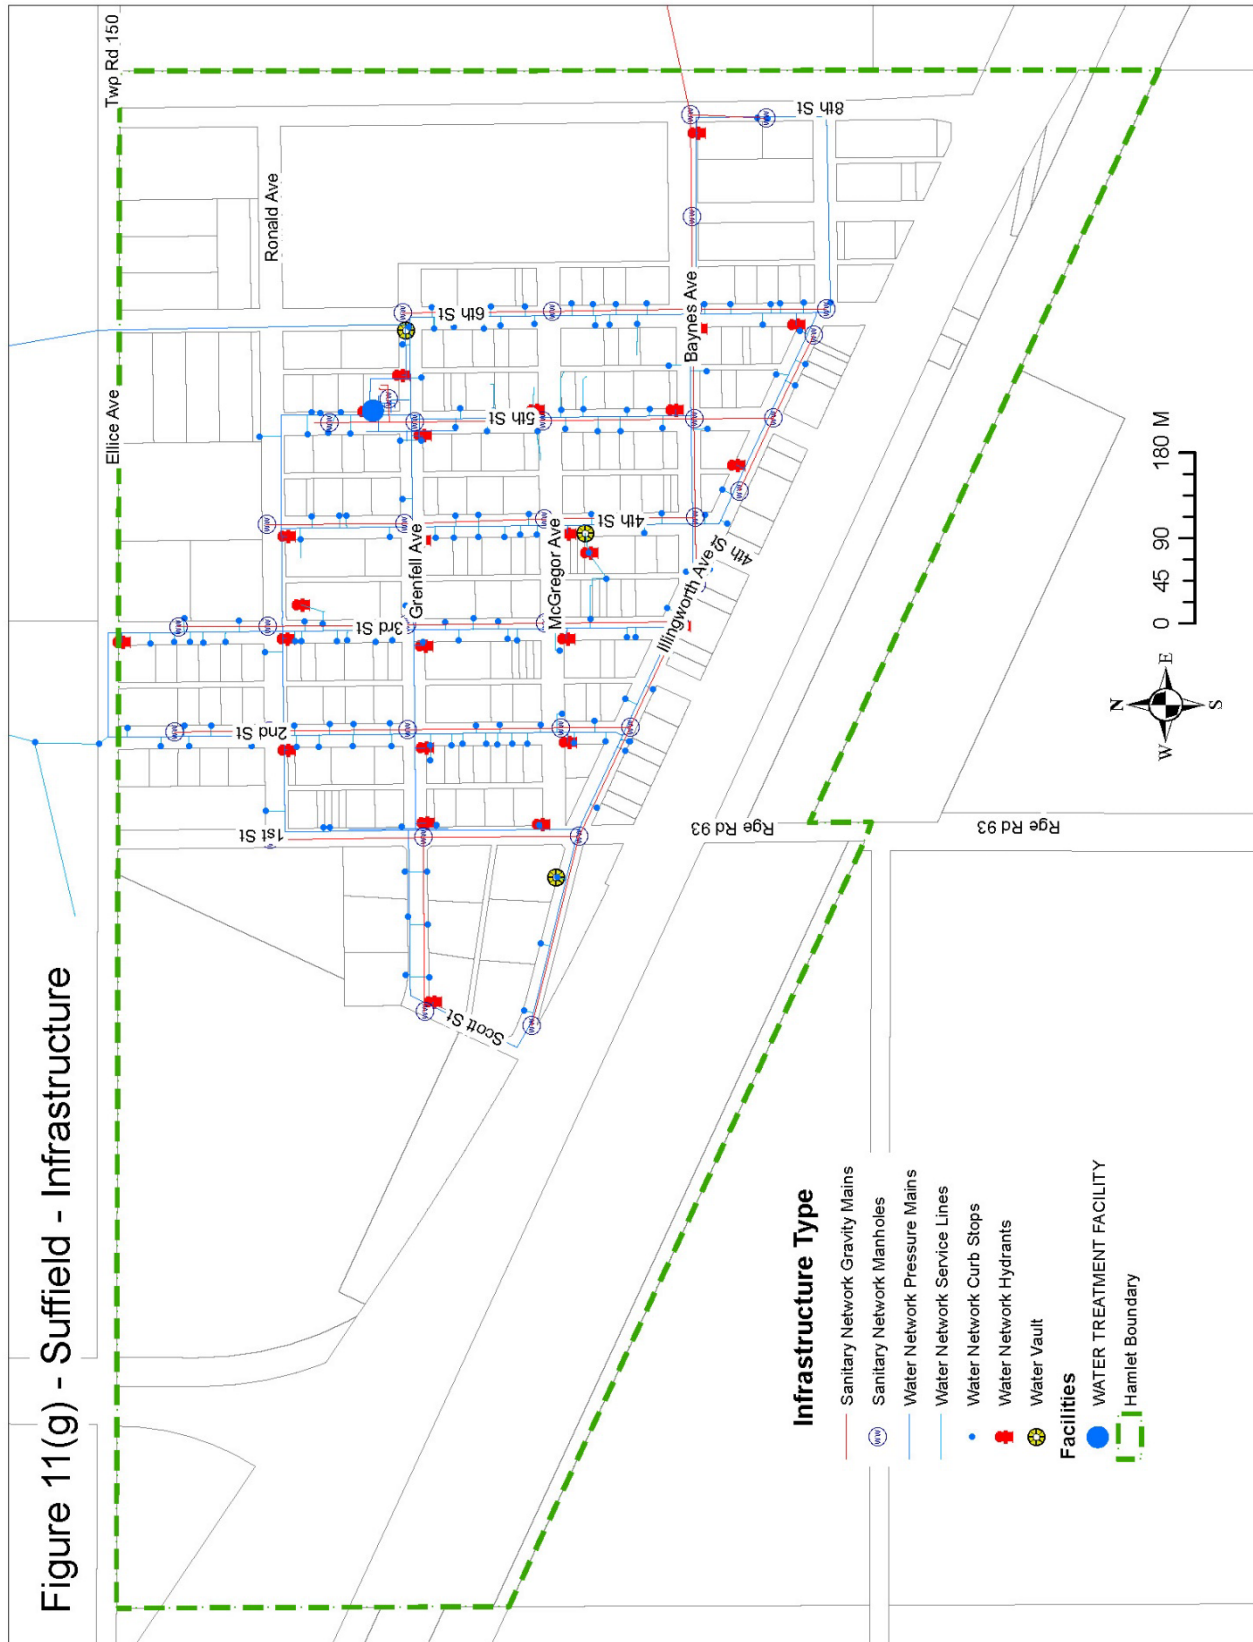 Figure 11(g) - Suffield - Infrastructure
Twp Rd 150
Ellice Ave
Ronald Ave
Grenfell Ave
McGregor Ave
Baynes Ave
Illingworth Ave
Scott St
1st St
2nd St
3rd St
4th St
4th St
5th St
6th St
8th St
Rge Rd 93
Rge Rd 93
Infrastructure Type
Sanitary Network Gravity Mains
WW Sanitary Network Manholes
Water Network Pressure Mains
Water Network Service Lines
Water Network Curb Stops
Water Network Hydrants
Water Vault
Facilities
WATER TREATMENT FACILITY
Hamlet Boundary
N
W E
S
0 45 90 180 M